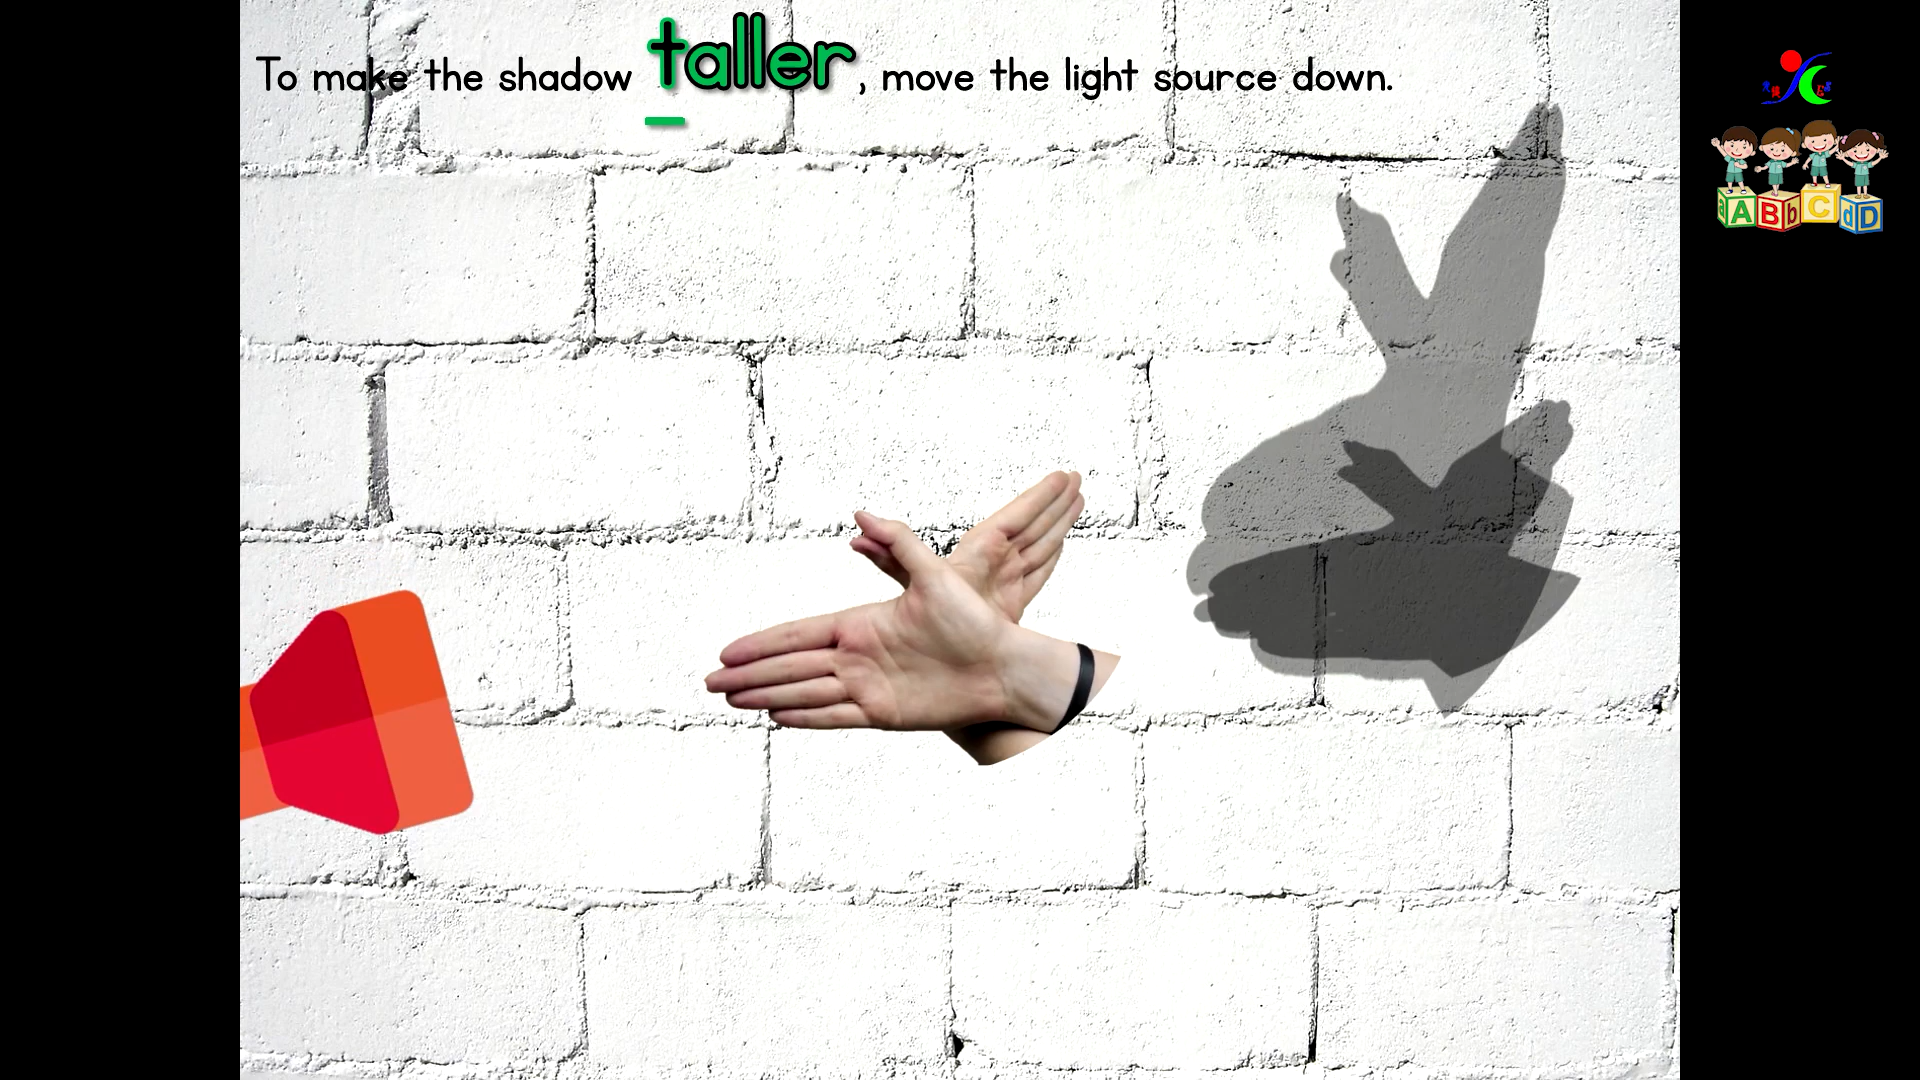 To make the shadow taller, move the light source down.
A B b C d D